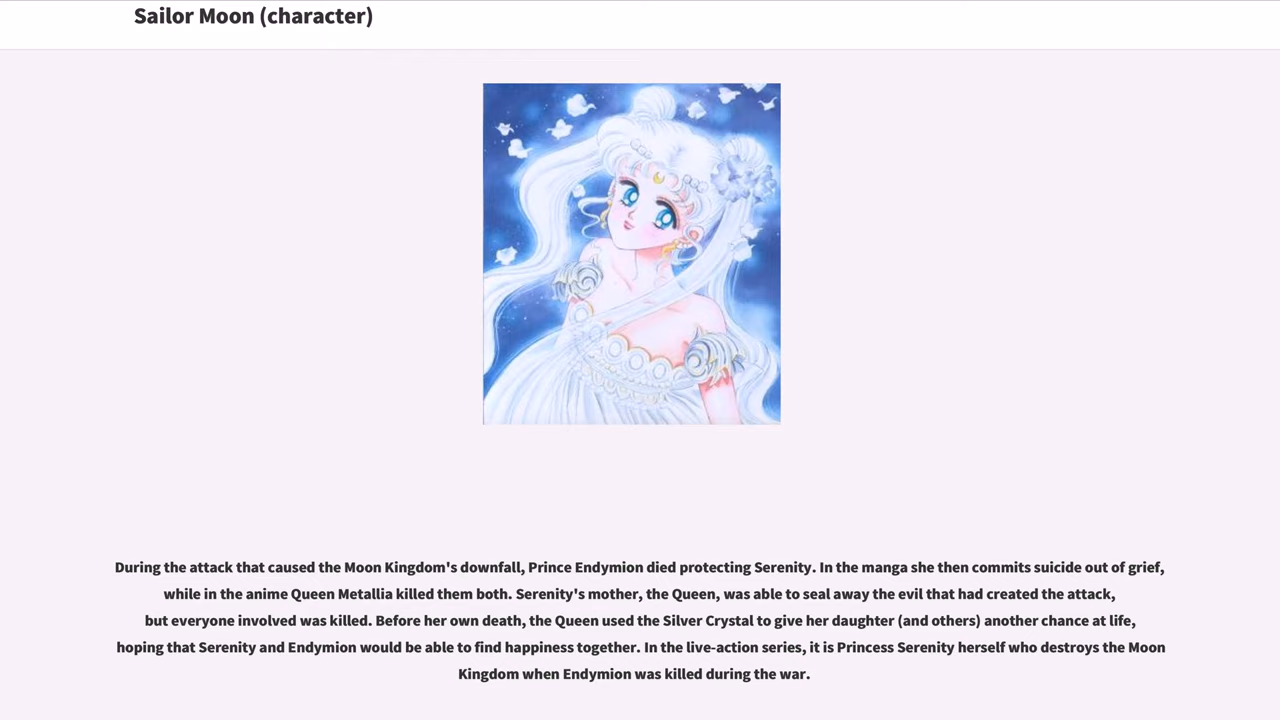 Sailor Moon (character)
During the attack that caused the Moon Kingdom's downfall, Prince Endymion died protecting Serenity. In the manga she then commits suicide out of grief,
while in the anime Queen Metallia killed them both. Serenity's mother, the Queen, was able to seal away the evil that had created the attack,
but everyone involved was killed. Before her own death, the Queen used the Silver Crystal to give her daughter (and others) another chance at life,
hoping that Serenity and Endymion would be able to find happiness together. In the live-action series, it is Princess Serenity herself who destroys the Moon
Kingdom when Endymion was killed during the war.